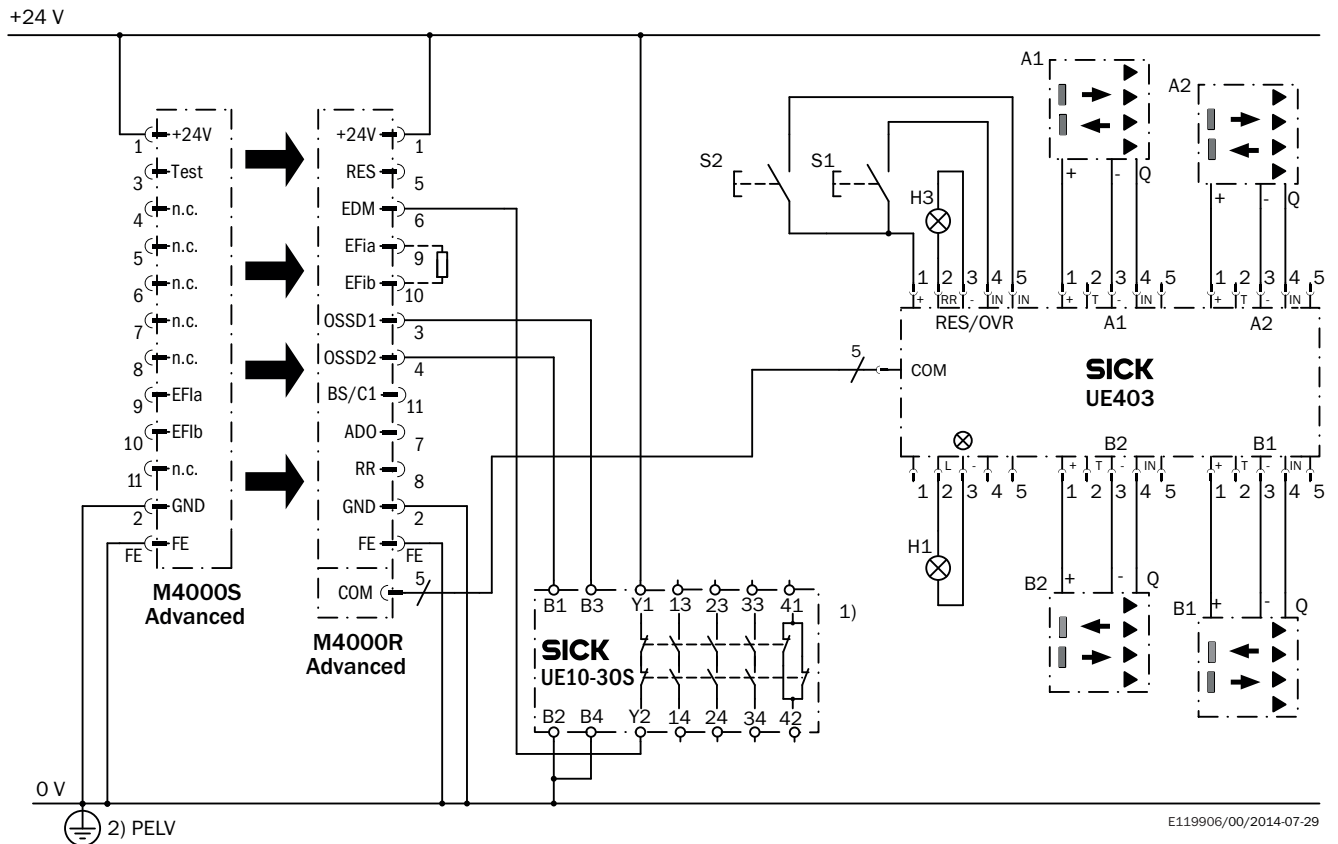 +24 V
A1
A2
+24V
1
Test
3
n.c.
4
n.c.
5
n.c.
6
n.c.
7
n.c.
8
EFIa
9
EFIb
10
n.c.
11
GND
2
FE
FE
M4000S
Advanced
+24V
1
RES
5
EDM
6
EFia
9
EFib
10
OSSD1
3
OSSD2
4
BS/C1
11
ADO
7
RR
8
GND
2
FE
FE
COM
5
M4000R
Advanced
S2
S1
H3
+ - Q
+ - Q
1 2 3 4 5
+ RR - IN IN
RES/OVR
1 2 3 4 5
+ T - IN
A1
1 2 3 4 5
+ T - IN
A2
5
COM
SICK
UE403
B2
B1
L -
1 2 3 4 5
+ T - IN
1 2 3 4 5
+ T - IN
1 2 3 4 5
H1
B2
+ - Q
B1
+ - Q
B1 B3 Y1 13 23 33 41
1)
SICK
UE10-30S
B2 B4 Y2 14 24 34 42
0 V
2) PELV
E119906/00/2014-07-29